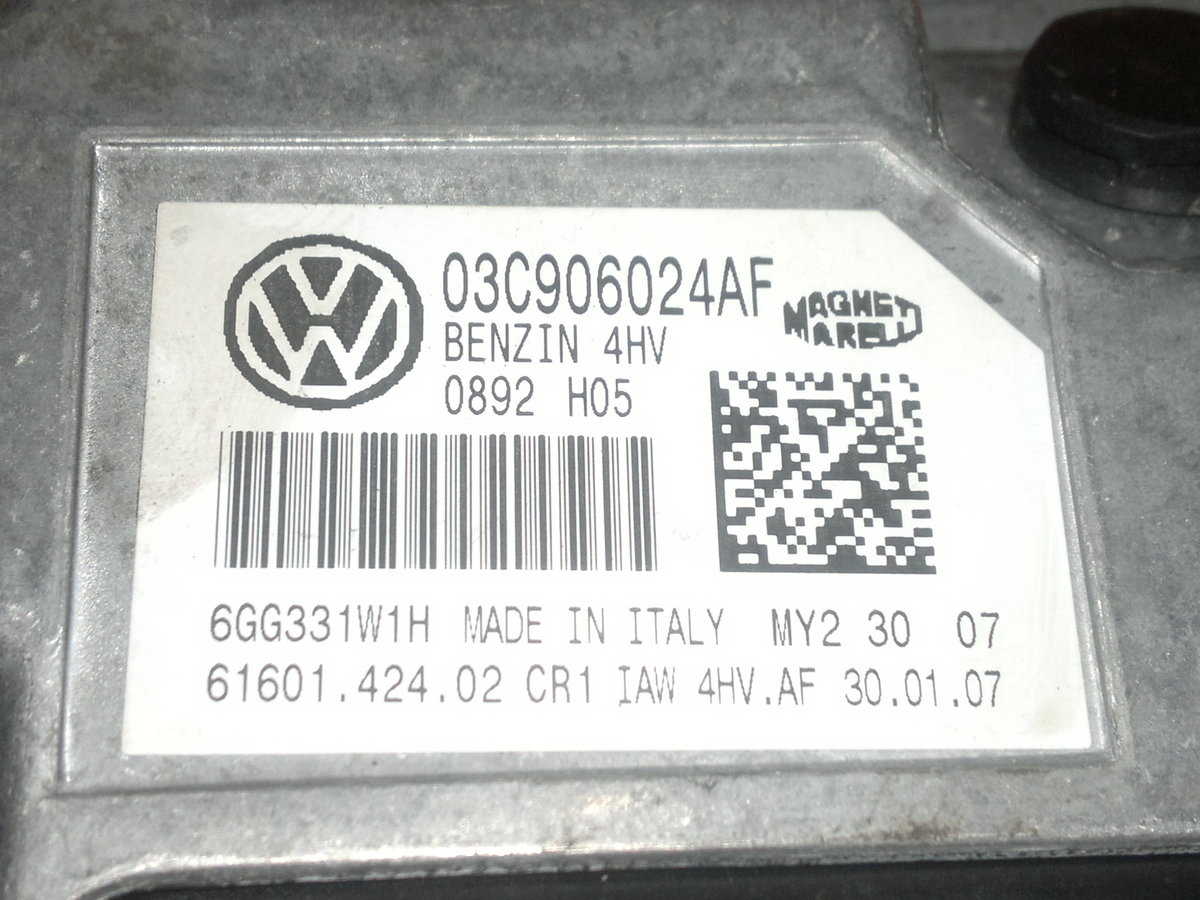 03C906024AF
MAGNETI
MARELLI
BENZIN 4HV
0892 H05
6GG331W1H MADE IN ITALY MY2 30 07
61601.424.02 CR1 IAW 4HV.AF 30.01.07